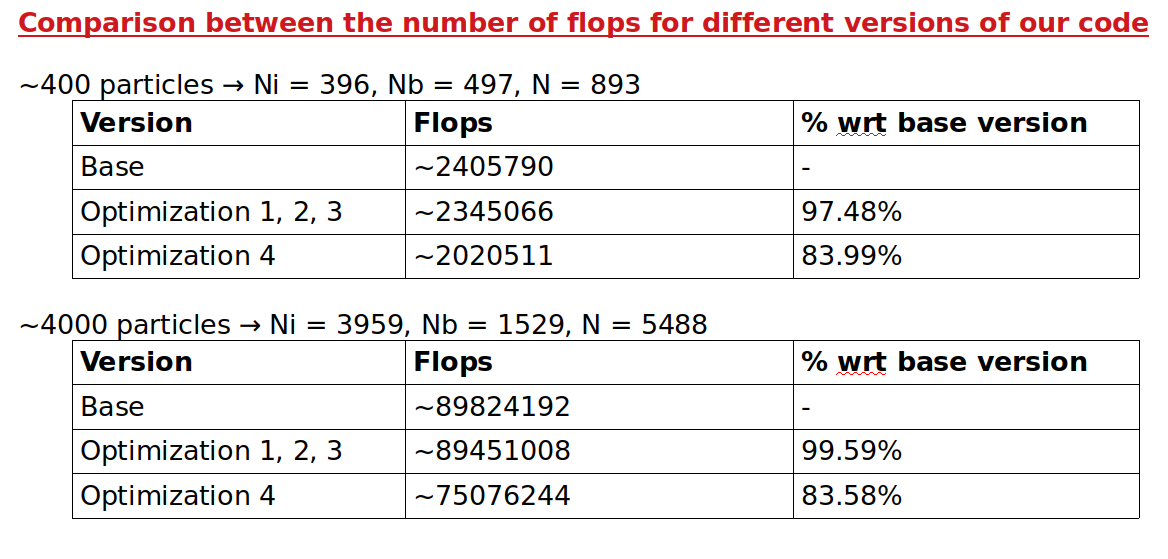 Comparison between the number of flops for different versions of our code
~400 particles → Ni = 396, Nb = 497, N = 893
Version Flops % wrt base version
Base ~2405790 -
Optimization 1, 2, 3 ~2345066 97.48%
Optimization 4 ~2020511 83.99%
~4000 particles → Ni = 3959, Nb = 1529, N = 5488
Version Flops % wrt base version
Base ~89824192 -
Optimization 1, 2, 3 ~89451008 99.59%
Optimization 4 ~75076244 83.58%